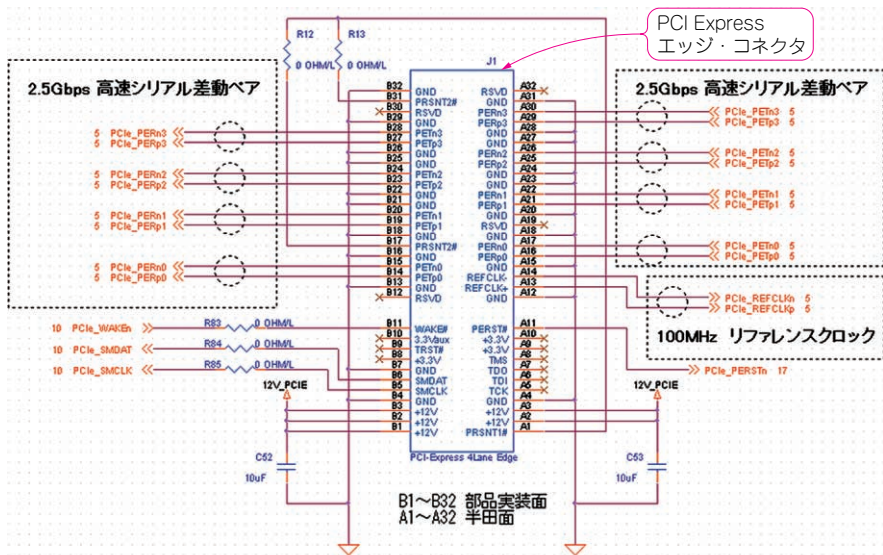 PCI Express
エッジ・コネクタ
R12
R13
0 OHM/L
0 OHM/L
J1
2.5Gbps 高速シリアル差動ペア
2.5Gbps 高速シリアル差動ペア
B32 GND
B31 PRSNT2#
B30 RSVD
B29 GND
B28 PETn3
B27 PETp3
B26 GND
B25 GND
B24 PETn2
B23 PETp2
B22 GND
B21 GND
B20 PETn1
B19 PETp1
B18 GND
B17 PRSNT2#
B16 GND
B15 PETn0
B14 PETp0
B13 GND
B12 RSVD
B11 WAKE#
B10 3.3Vaux
B9 TRST#
B8 +3.3V
B7 GND
B6 SMDAT
B5 SMCLK
B4 GND
B3 +12V
B2 +12V
B1 +12V
RSVD A32
GND A31
PERn3 A30
PERp3 A29
GND A28
GND A27
PERn2 A26
PERp2 A25
GND A24
GND A23
PERn1 A22
PERp1 A21
GND A20
RSVD A19
GND A18
PERn0 A17
PERp0 A16
GND A15
REFCLK- A14
REFCLK+ A13
GND A12
PERST# A11
+3.3V A10
+3.3V A9
TMS A8
TDO A7
TDI A6
TCK A5
GND A4
+12V A3
+12V A2
PRSNT1# A1
5 PCIe_PERn3
5 PCIe_PERp3
5 PCIe_PERn2
5 PCIe_PERp2
5 PCIe_PERn1
5 PCIe_PERp1
5 PCIe_PERn0
5 PCIe_PERp0
PCIe_PETn3 5
PCIe_PETp3 5
PCIe_PETn2 5
PCIe_PETp2 5
PCIe_PETn1 5
PCIe_PETp1 5
PCIe_PETn0 5
PCIe_PETp0 5
PCIe_REFCLKn 5
PCIe_REFCLKp 5
100MHz リファレンスクロック
PCIe_PERSTn 17
10 PCIe_WAKEn
R83 0 OHM/L
10 PCIe_SMDAT
R84 0 OHM/L
10 PCIe_SMCLK
R85 0 OHM/L
12V_PCIE
12V_PCIE
C52
10uF
C53
10uF
PCI-Express 4Lane Edge
B1～B32 部品実装面
A1～A32 半田面